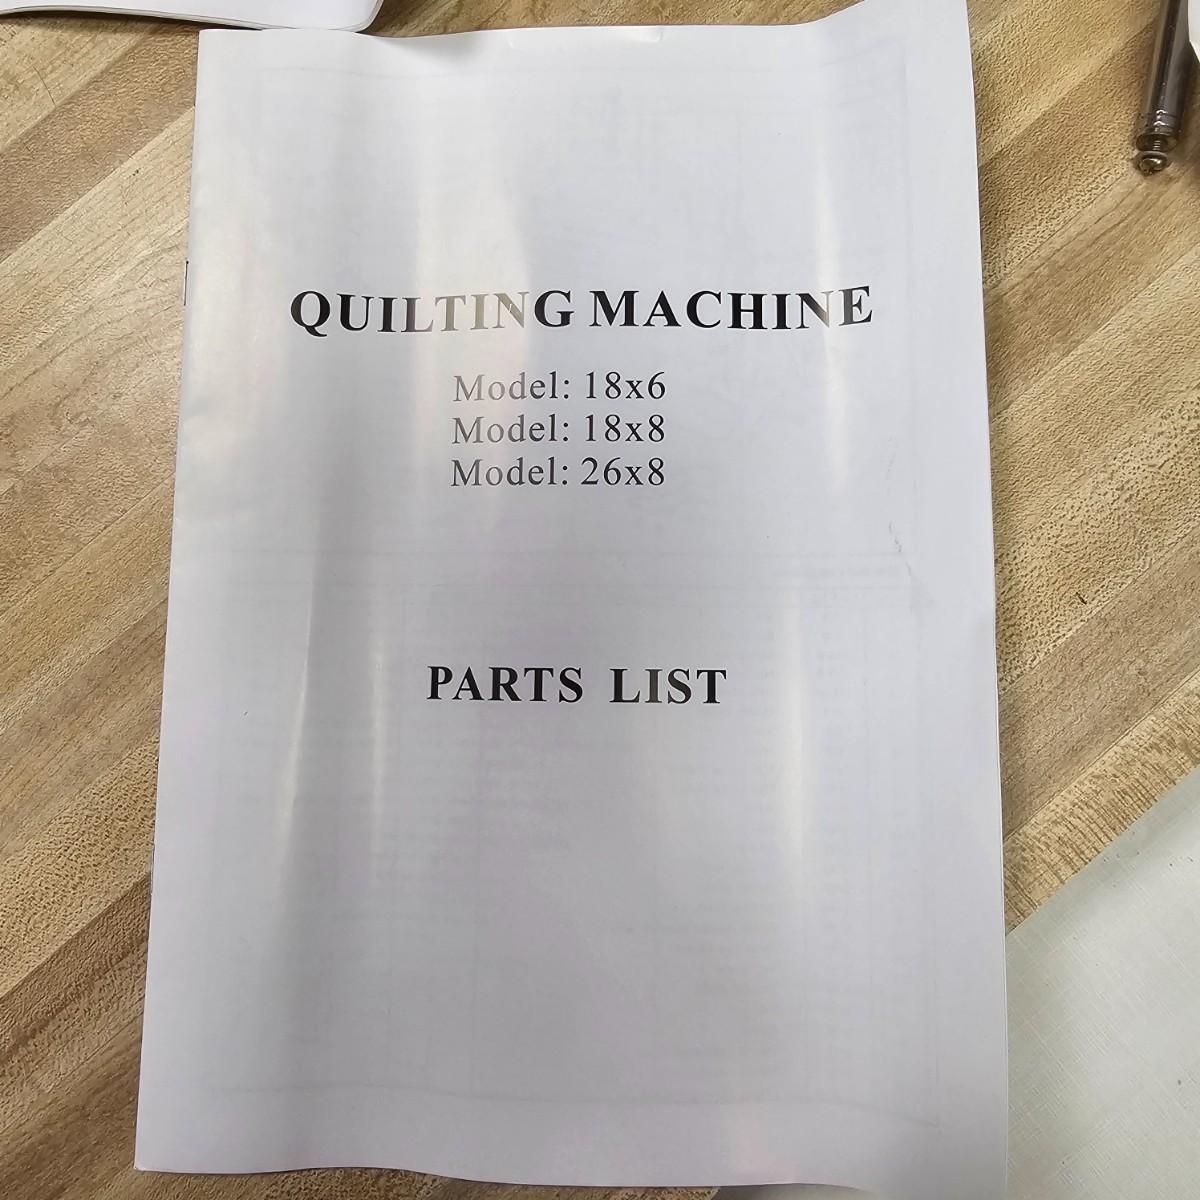 QUILTING MACHINE
Model: 18x6
Model: 18x8
Model: 26x8
PARTS LIST